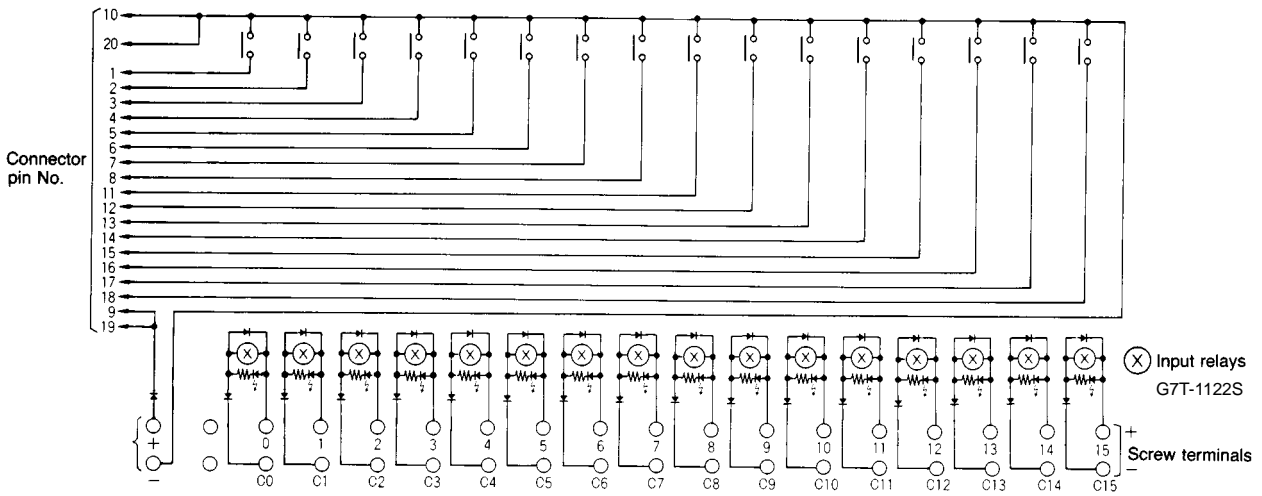 10
20
1
2
3
4
5
6
7
8
11
12
13
14
15
16
17
18
9
19
Connector
pin No.
X X X X X X X X X X X X X X X X
X Input relays
G7T-1122S
+ 0 1 2 3 4 5 6 7 8 9 10 11 12 13 14 15 +
Screw terminals
− C0 C1 C2 C3 C4 C5 C6 C7 C8 C9 C10 C11 C12 C13 C14 C15 −